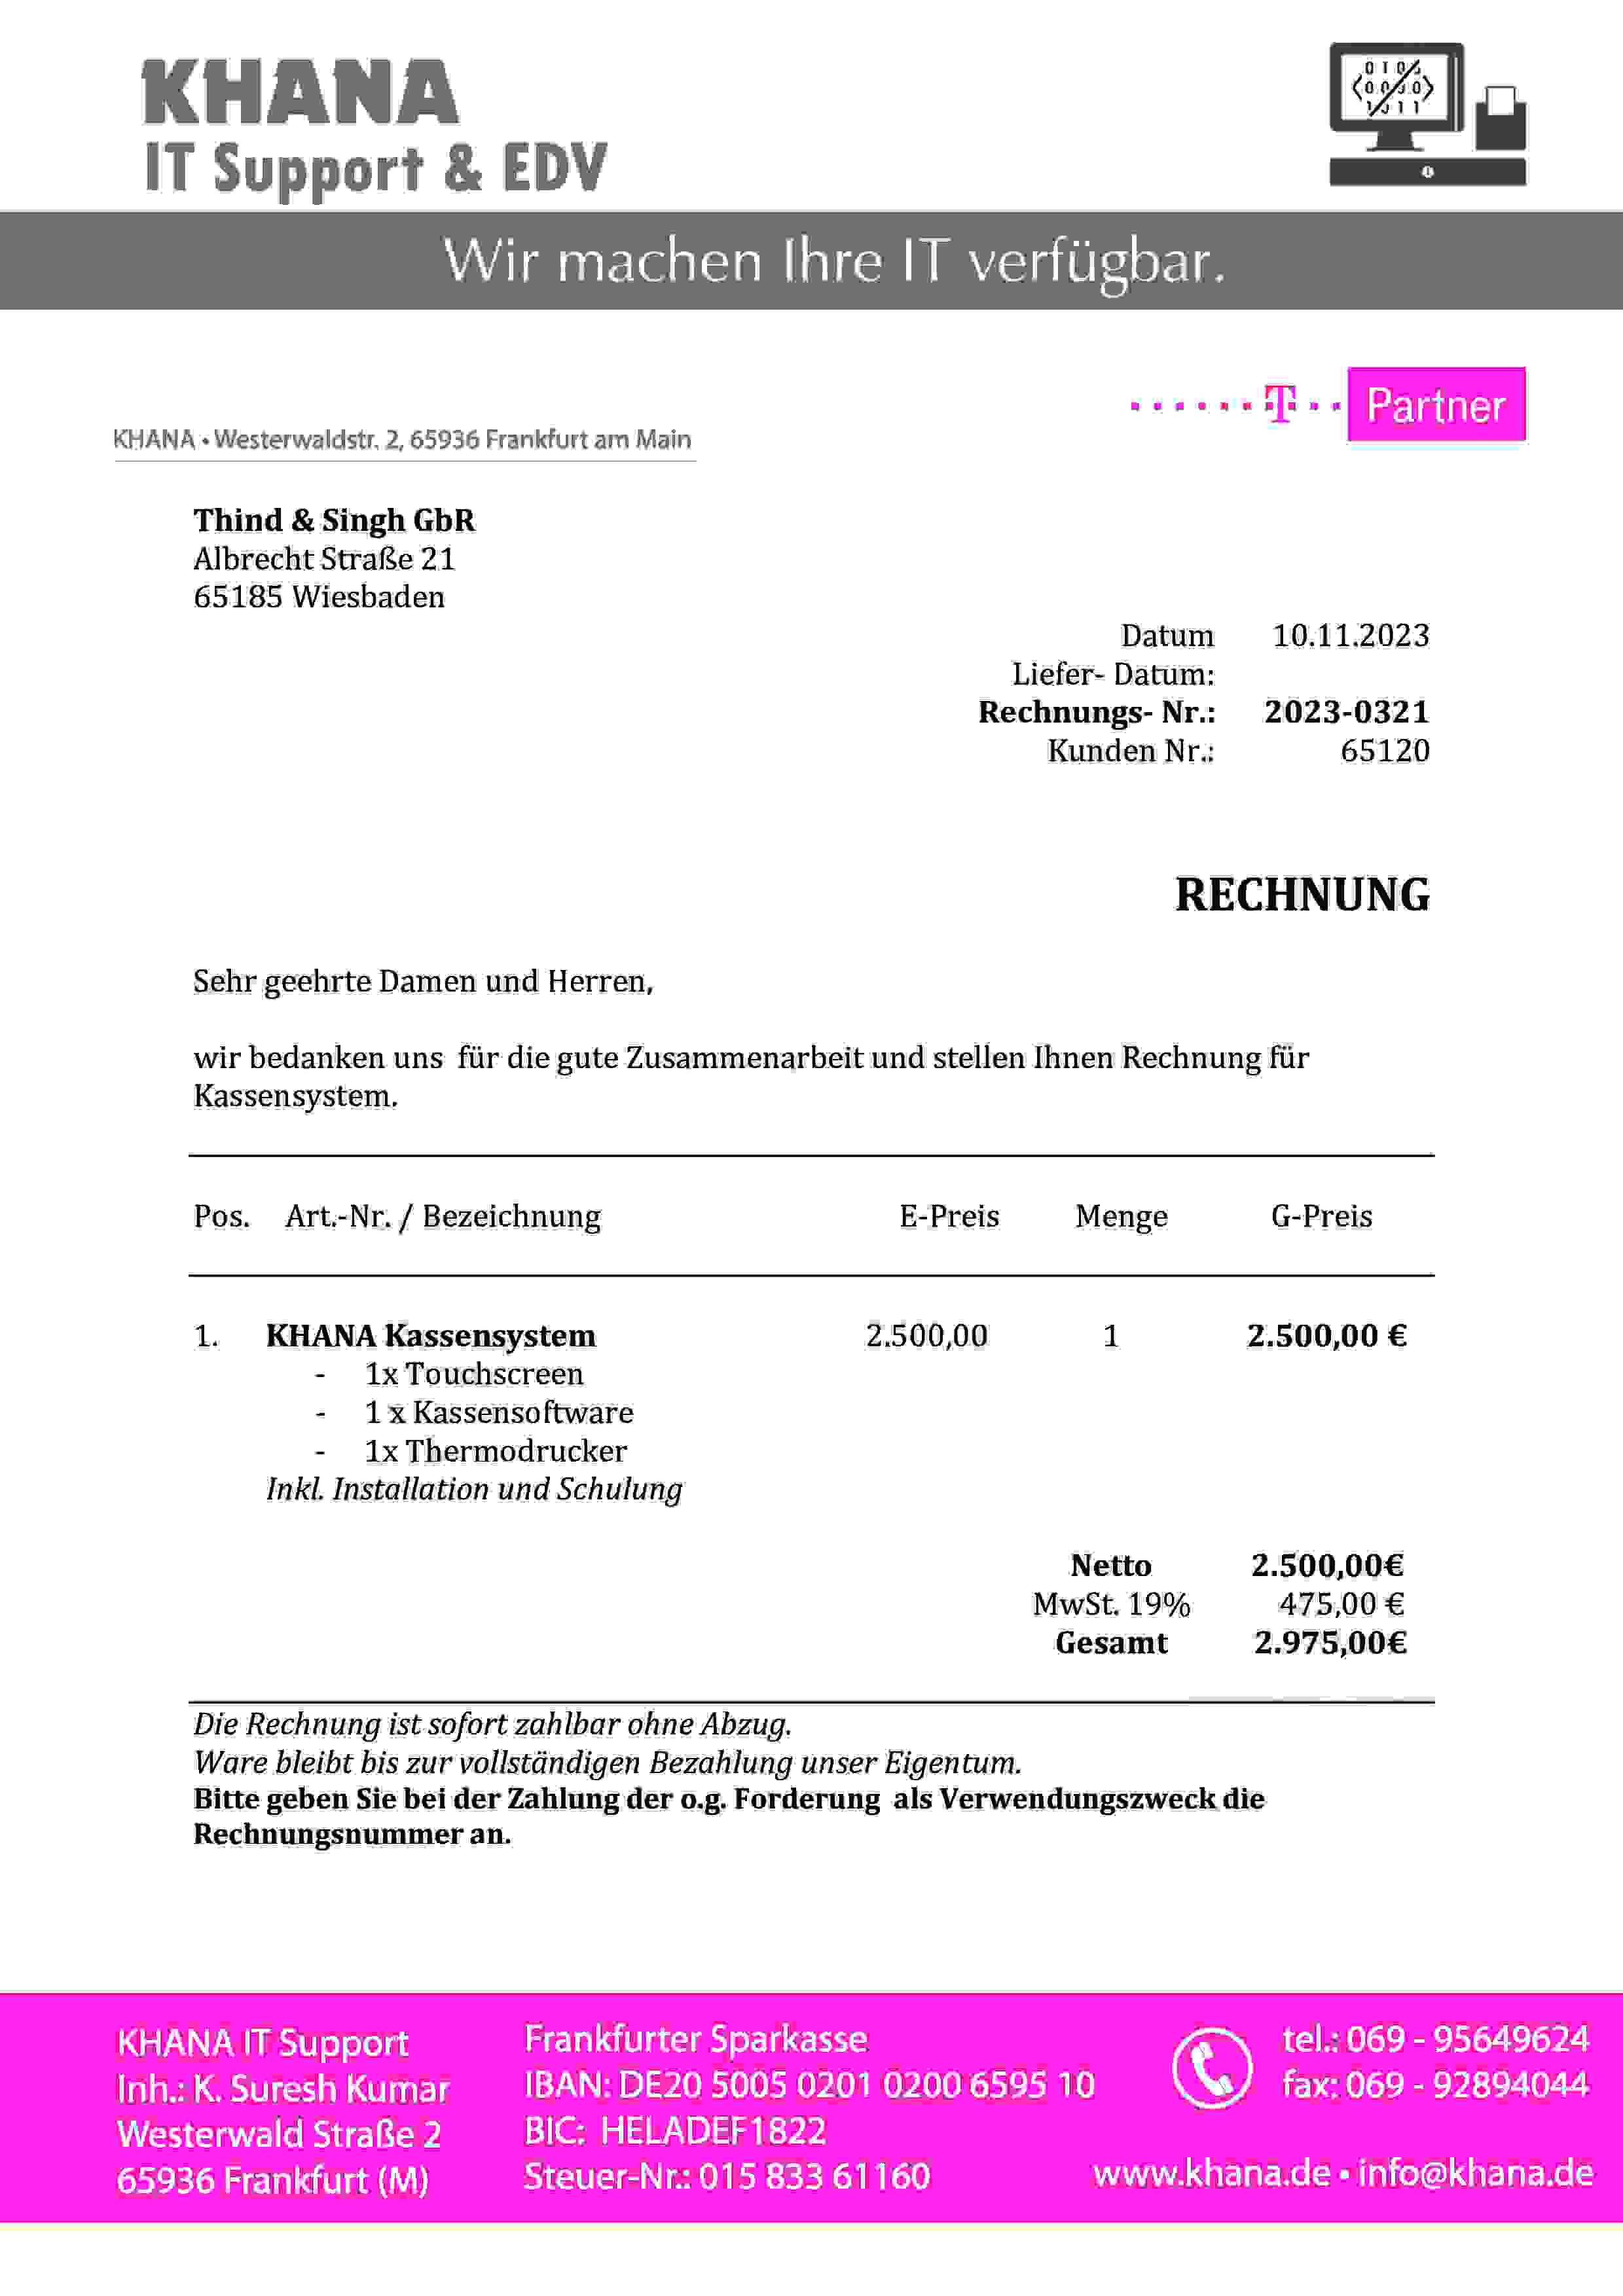 KHANA
IT Support & EDV
Wir machen Ihre IT verfügbar.
T Partner
KHANA • Westerwaldstr. 2, 65936 Frankfurt am Main
Thind & Singh GbR
Albrecht Straße 21
65185 Wiesbaden
Datum 10.11.2023
Liefer- Datum:
Rechnungs- Nr.: 2023-0321
Kunden Nr.: 65120
RECHNUNG
Sehr geehrte Damen und Herren,
wir bedanken uns für die gute Zusammenarbeit und stellen Ihnen Rechnung für
Kassensystem.
Pos. Art.-Nr. / Bezeichnung E-Preis Menge G-Preis
1. KHANA Kassensystem 2.500,00 1 2.500,00 €
- 1x Touchscreen
- 1 x Kassensoftware
- 1x Thermodrucker
Inkl. Installation und Schulung
Netto 2.500,00€
MwSt. 19% 475,00 €
Gesamt 2.975,00€
Die Rechnung ist sofort zahlbar ohne Abzug.
Ware bleibt bis zur vollständigen Bezahlung unser Eigentum.
Bitte geben Sie bei der Zahlung der o.g. Forderung als Verwendungszweck die
Rechnungsnummer an.
KHANA IT Support
Inh.: K. Suresh Kumar
Westerwald Straße 2
65936 Frankfurt (M)
Frankfurter Sparkasse
IBAN: DE20 5005 0201 0200 6595 10
BIC: HELADEF1822
Steuer-Nr.: 015 833 61160
tel.: 069 - 95649624
fax: 069 - 92894044
www.khana.de • info@khana.de